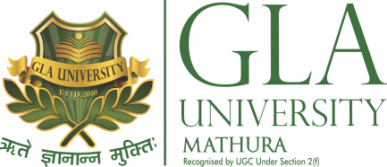 GLA UNIVERSITY
ESTD. 2010
ऋते ज्ञानान्न मुक्तिः
GLA
UNIVERSITY
MATHURA
Recognised by UGC Under Section 2(f)